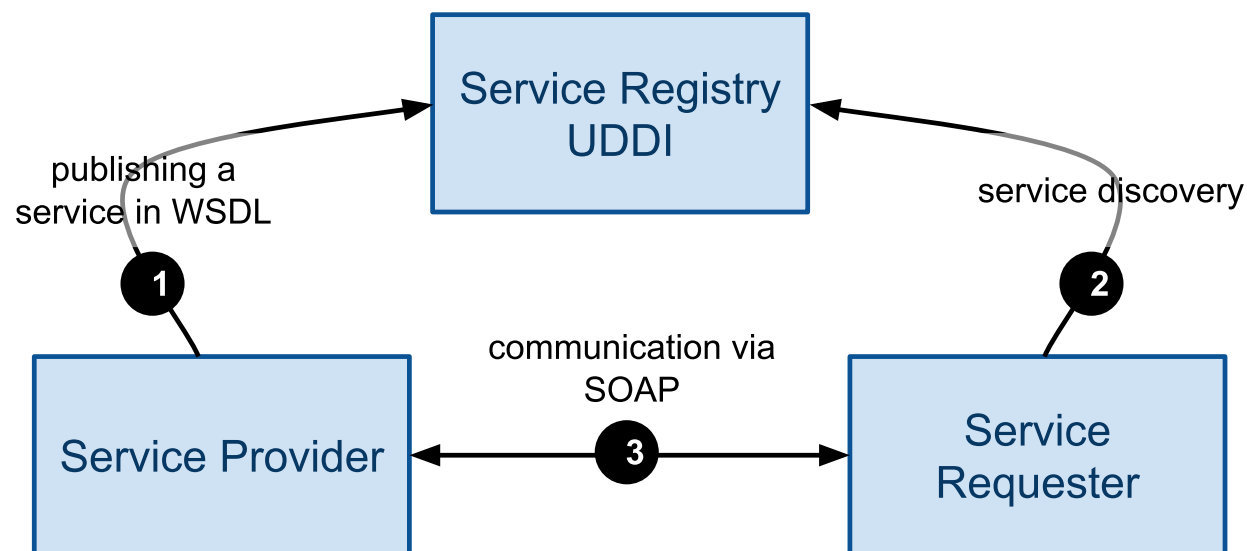 Service Registry
UDDI
publishing a
service in WSDL
service discovery
1
2
communication via
SOAP
3
Service Provider
Service
Requester